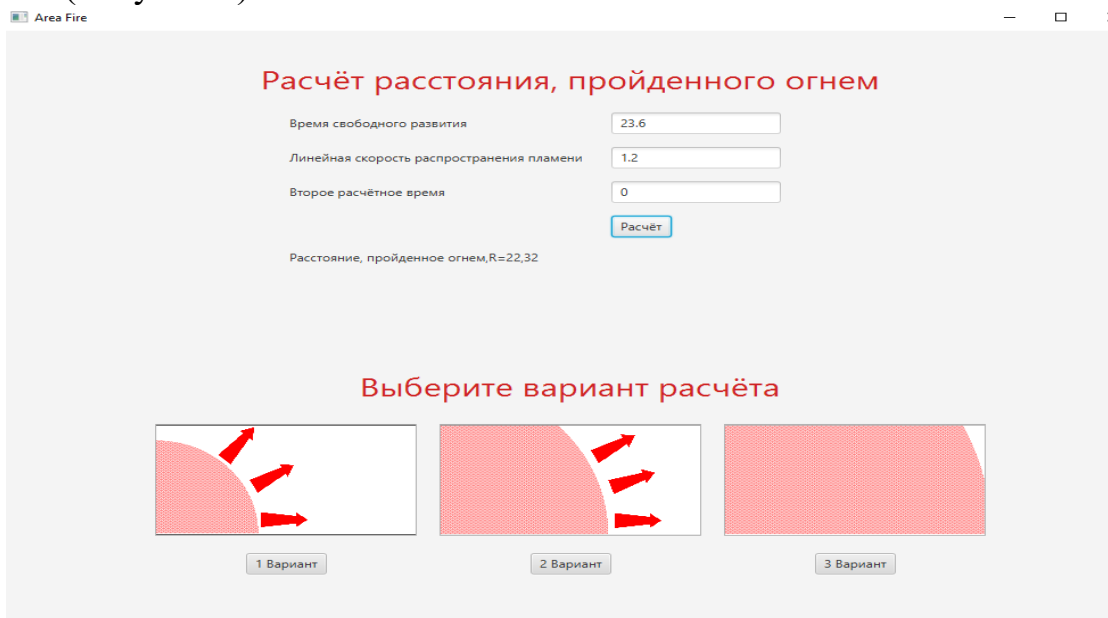 Area Fire
Расчёт расстояния, пройденного огнем
Время свободного развития 23.6
Линейная скорость распространения пламени 1.2
Второе расчётное время 0
Расчёт
Расстояние, пройденное огнем,R=22,32
Выберите вариант расчёта
1 Вариант 2 Вариант 3 Вариант